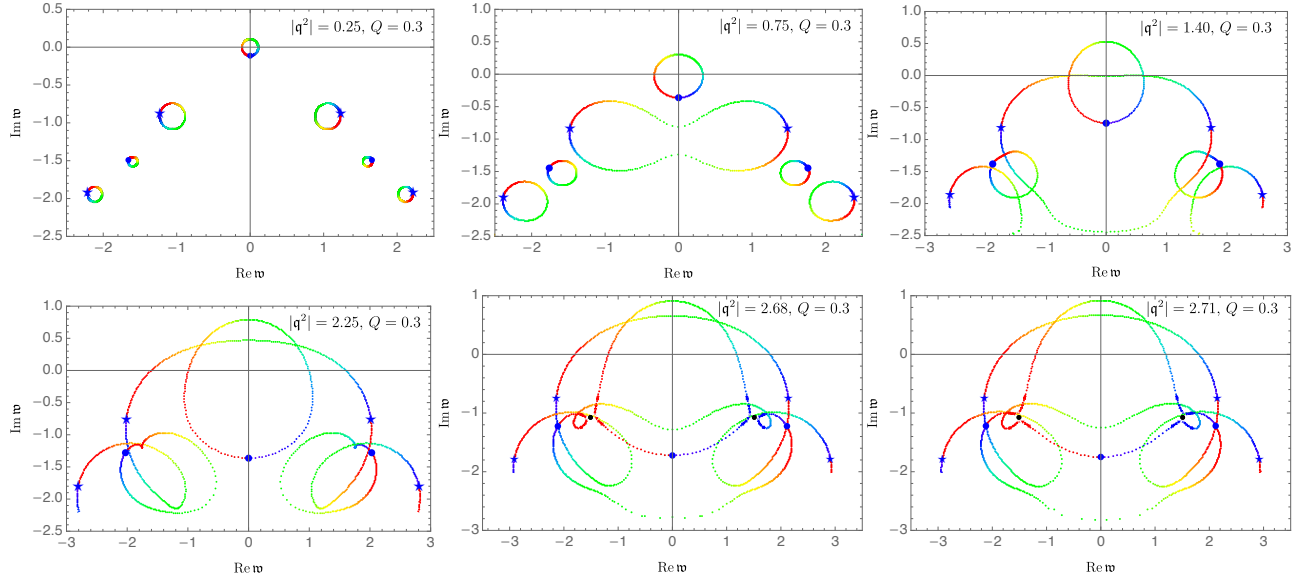 |𝔮²| = 0.25, Q = 0.3
Im 𝔴
0.5
0.0
−0.5
−1.0
−1.5
−2.0
−2.5
−2 −1 0 1 2
Re 𝔴
|𝔮²| = 0.75, Q = 0.3
Im 𝔴
1.0
0.5
0.0
−0.5
−1.0
−1.5
−2.0
−2.5
−2 −1 0 1 2
Re 𝔴
|𝔮²| = 1.40, Q = 0.3
Im 𝔴
1.0
0.5
0.0
−0.5
−1.0
−1.5
−2.0
−2.5
−3 −2 −1 0 1 2 3
Re 𝔴
|𝔮²| = 2.25, Q = 0.3
Im 𝔴
1.0
0.5
0.0
−0.5
−1.0
−1.5
−2.0
−2.5
−3 −2 −1 0 1 2 3
Re 𝔴
|𝔮²| = 2.68, Q = 0.3
Im 𝔴
1
0
−1
−2
−3
−3 −2 −1 0 1 2 3
Re 𝔴
|𝔮²| = 2.71, Q = 0.3
Im 𝔴
1
0
−1
−2
−3
−3 −2 −1 0 1 2 3
Re 𝔴